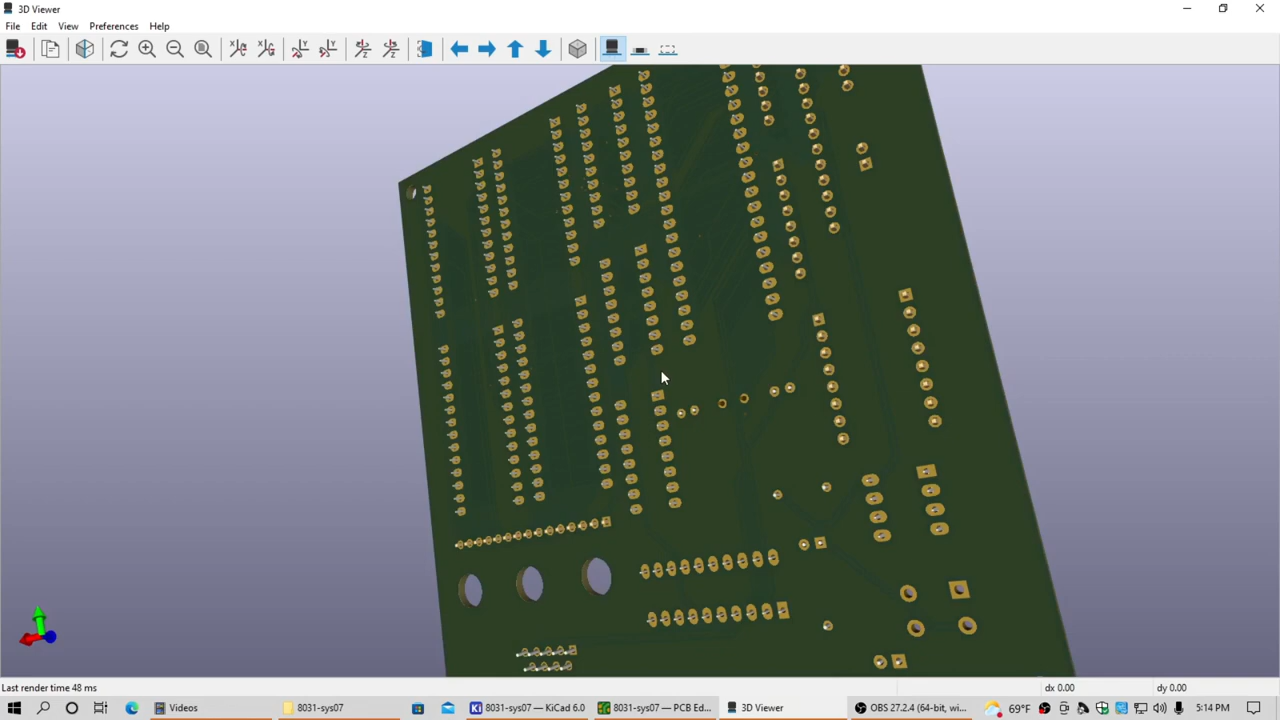 3D Viewer
File Edit View Preferences Help
Last render time 48 ms
dx 0.00
dy 0.00
Videos
8031-sys07
8031-sys07 — KiCad 6.0
8031-sys07 — PCB Ed...
3D Viewer
OBS 27.2.4 (64-bit, wi...
69°F
5:14 PM